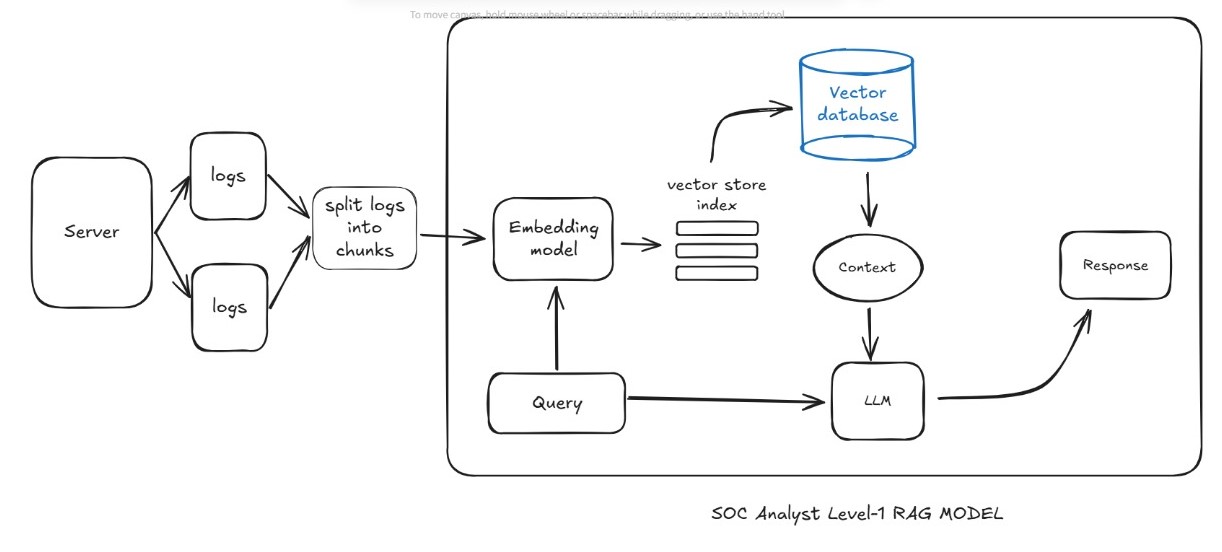 To move canvas, hold mouse wheel or spacebar while dragging, or use the hand tool
Vector
database
logs
vector store
index
split logs
into
chunks
Server
Embedding
model
Context
Response
logs
Query
LLM
SOC Analyst Level-1 RAG MODEL